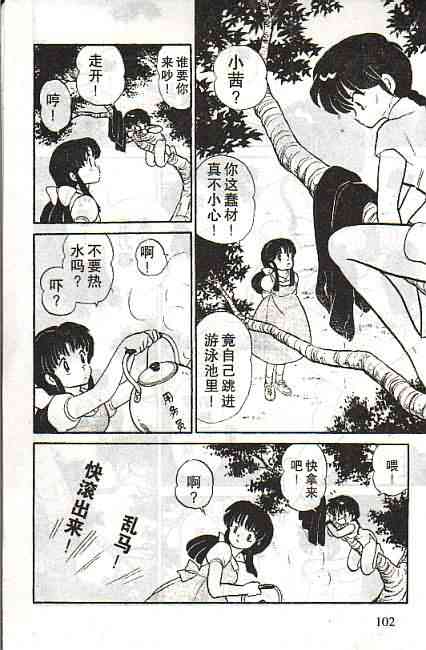 小茜？
你这蠢材！
真不小心！
竟自己跳进
游泳池里！
谁要你
来吵！
走开！
哼！
啊！
不要热
水吗？
吓？
喂！
快拿来
吧！
啊？
乱马！
快滚出
来！
102